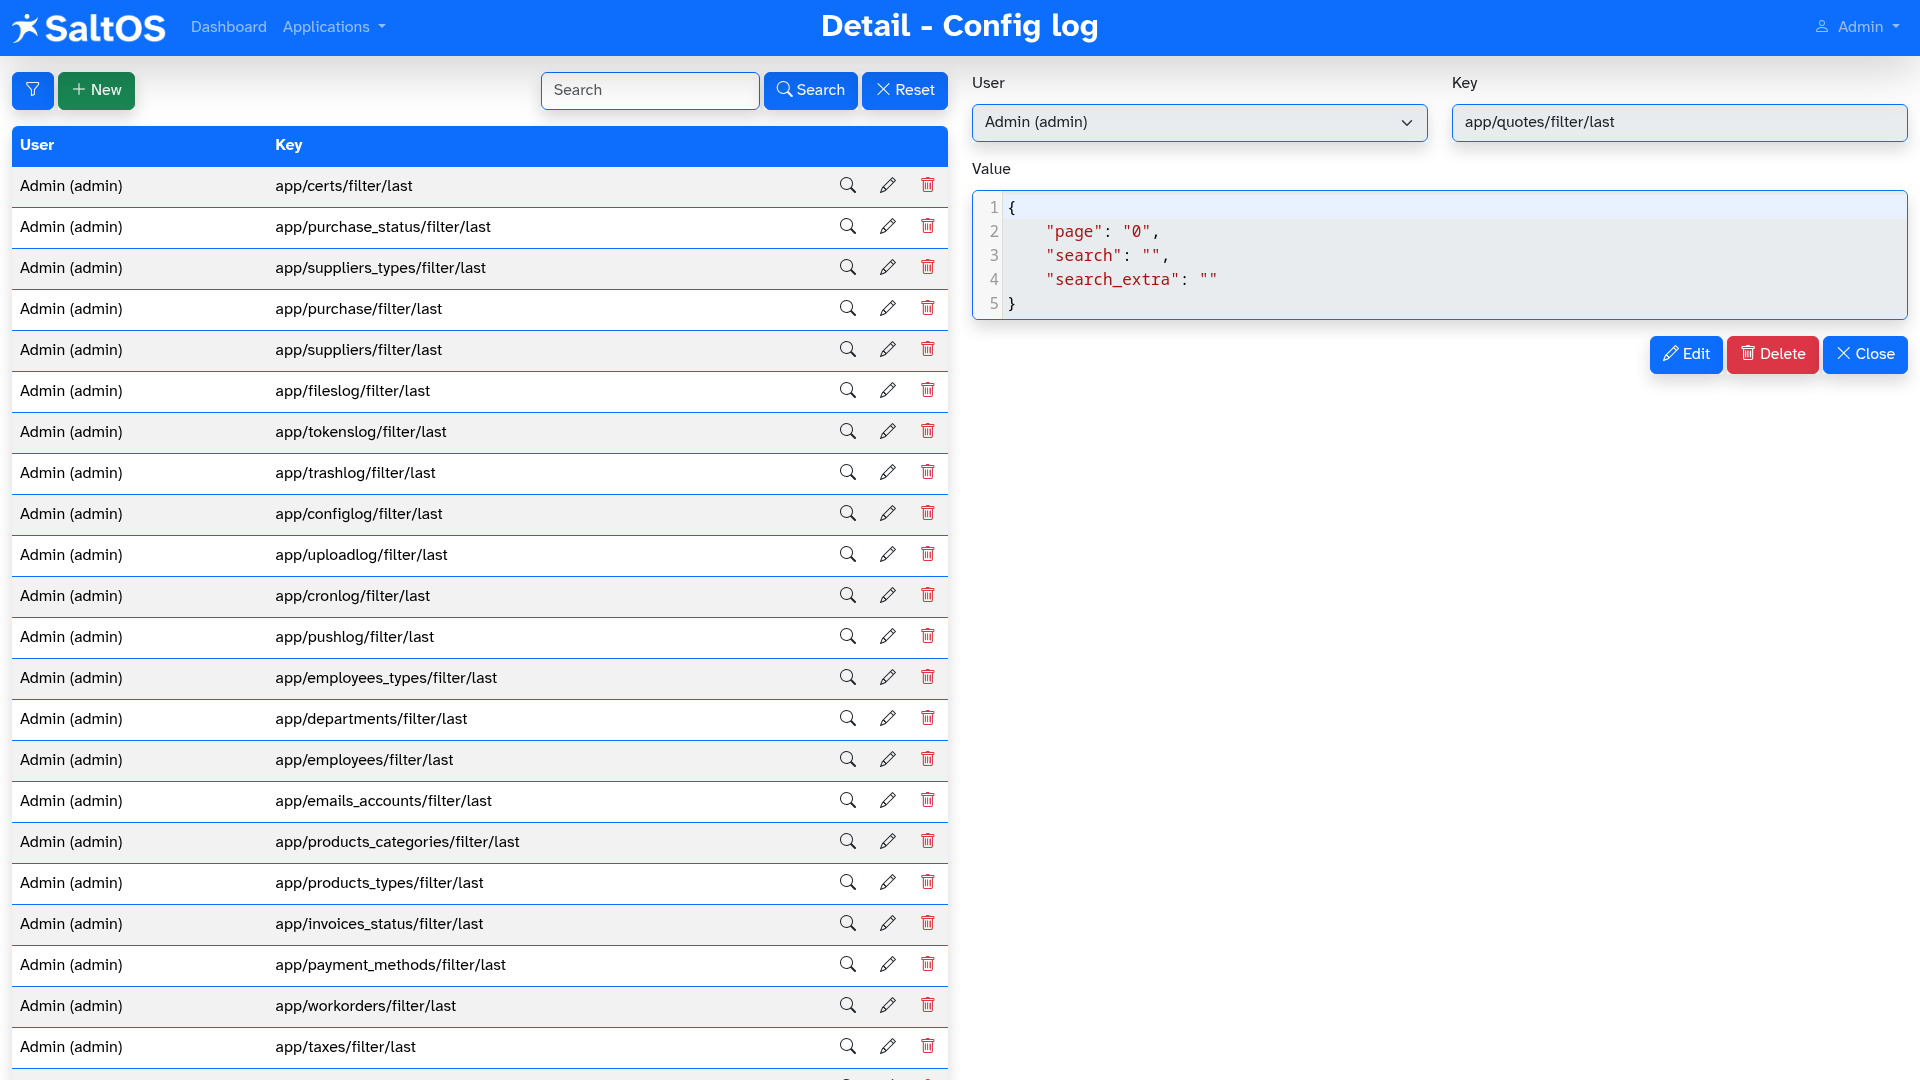 SaltOS Dashboard Applications Detail - Config log Admin
New Search Search Reset
User Key
Admin (admin) app/certs/filter/last
Admin (admin) app/purchase_status/filter/last
Admin (admin) app/suppliers_types/filter/last
Admin (admin) app/purchase/filter/last
Admin (admin) app/suppliers/filter/last
Admin (admin) app/fileslog/filter/last
Admin (admin) app/tokenslog/filter/last
Admin (admin) app/trashlog/filter/last
Admin (admin) app/configlog/filter/last
Admin (admin) app/uploadlog/filter/last
Admin (admin) app/cronlog/filter/last
Admin (admin) app/pushlog/filter/last
Admin (admin) app/employees_types/filter/last
Admin (admin) app/departments/filter/last
Admin (admin) app/employees/filter/last
Admin (admin) app/emails_accounts/filter/last
Admin (admin) app/products_categories/filter/last
Admin (admin) app/products_types/filter/last
Admin (admin) app/invoices_status/filter/last
Admin (admin) app/payment_methods/filter/last
Admin (admin) app/workorders/filter/last
Admin (admin) app/taxes/filter/last
User Key
Admin (admin) app/quotes/filter/last
Value
1 {
2 "page": "0",
3 "search": "",
4 "search_extra": ""
5 }
Edit Delete Close